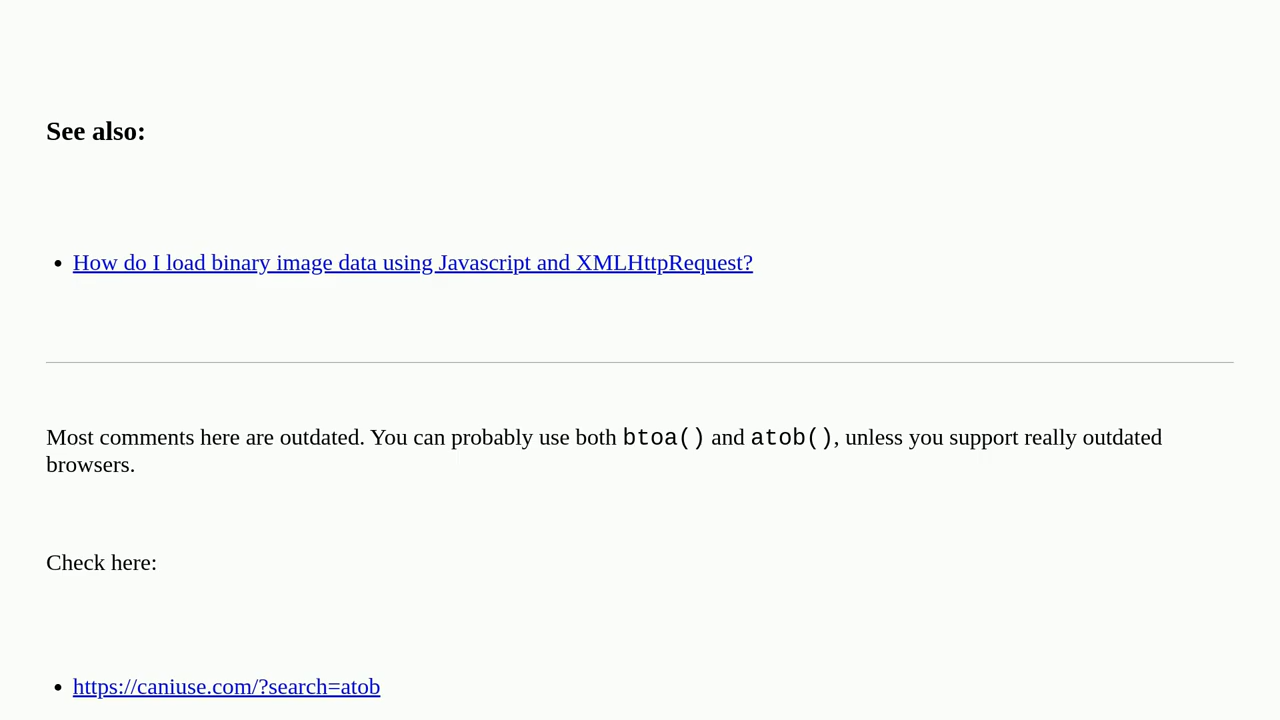 See also:
How do I load binary image data using Javascript and XMLHttpRequest?
Most comments here are outdated. You can probably use both btoa() and atob(), unless you support really outdated
browsers.
Check here:
https://caniuse.com/?search=atob